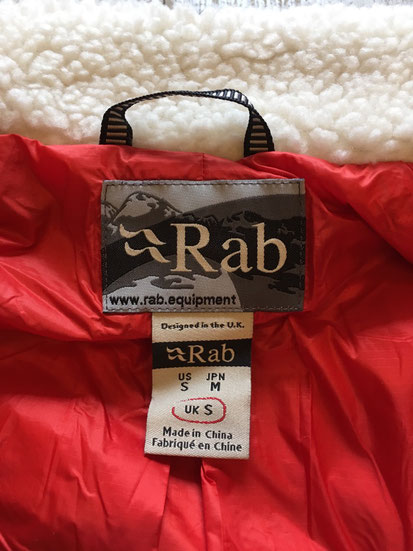 Rab
www.rab.equipment
Designed in the U.K.
Rab
US JPN
S M
UK S
Made in China
Fabriqué en Chine